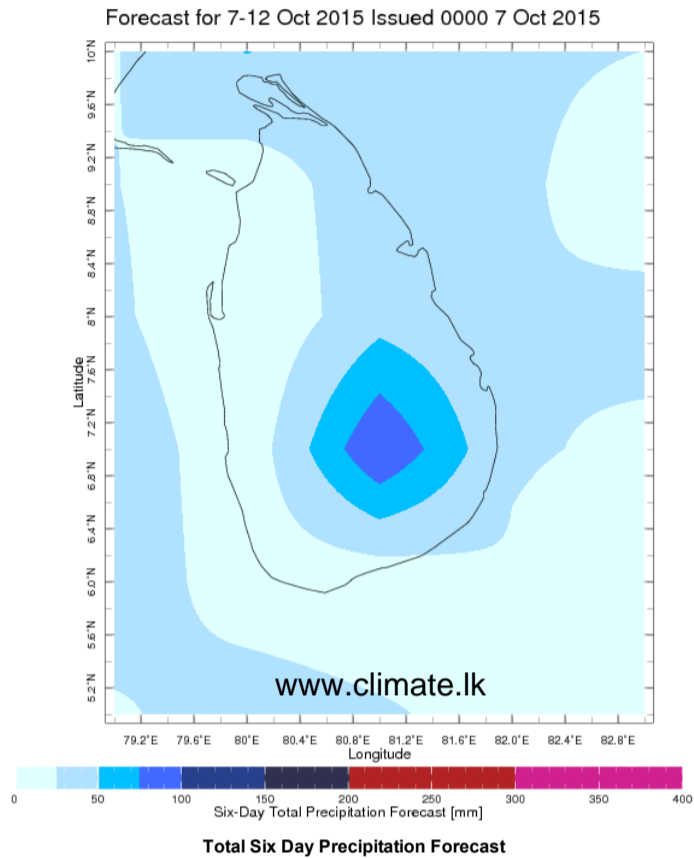 Forecast for 7-12 Oct 2015 Issued 0000 7 Oct 2015
10°N
9.6°N
9.2°N
8.8°N
8.4°N
8°N
7.6°N
7.2°N
6.8°N
6.4°N
6.0°N
5.6°N
5.2°N
Latitude
www.climate.lk
79.2°E 79.6°E 80°E 80.4°E 80.8°E 81.2°E 81.6°E 82.0°E 82.4°E 82.8°E
Longitude
0 50 100 150 200 250 300 350 400
Six-Day Total Precipitation Forecast [mm]
Total Six Day Precipitation Forecast